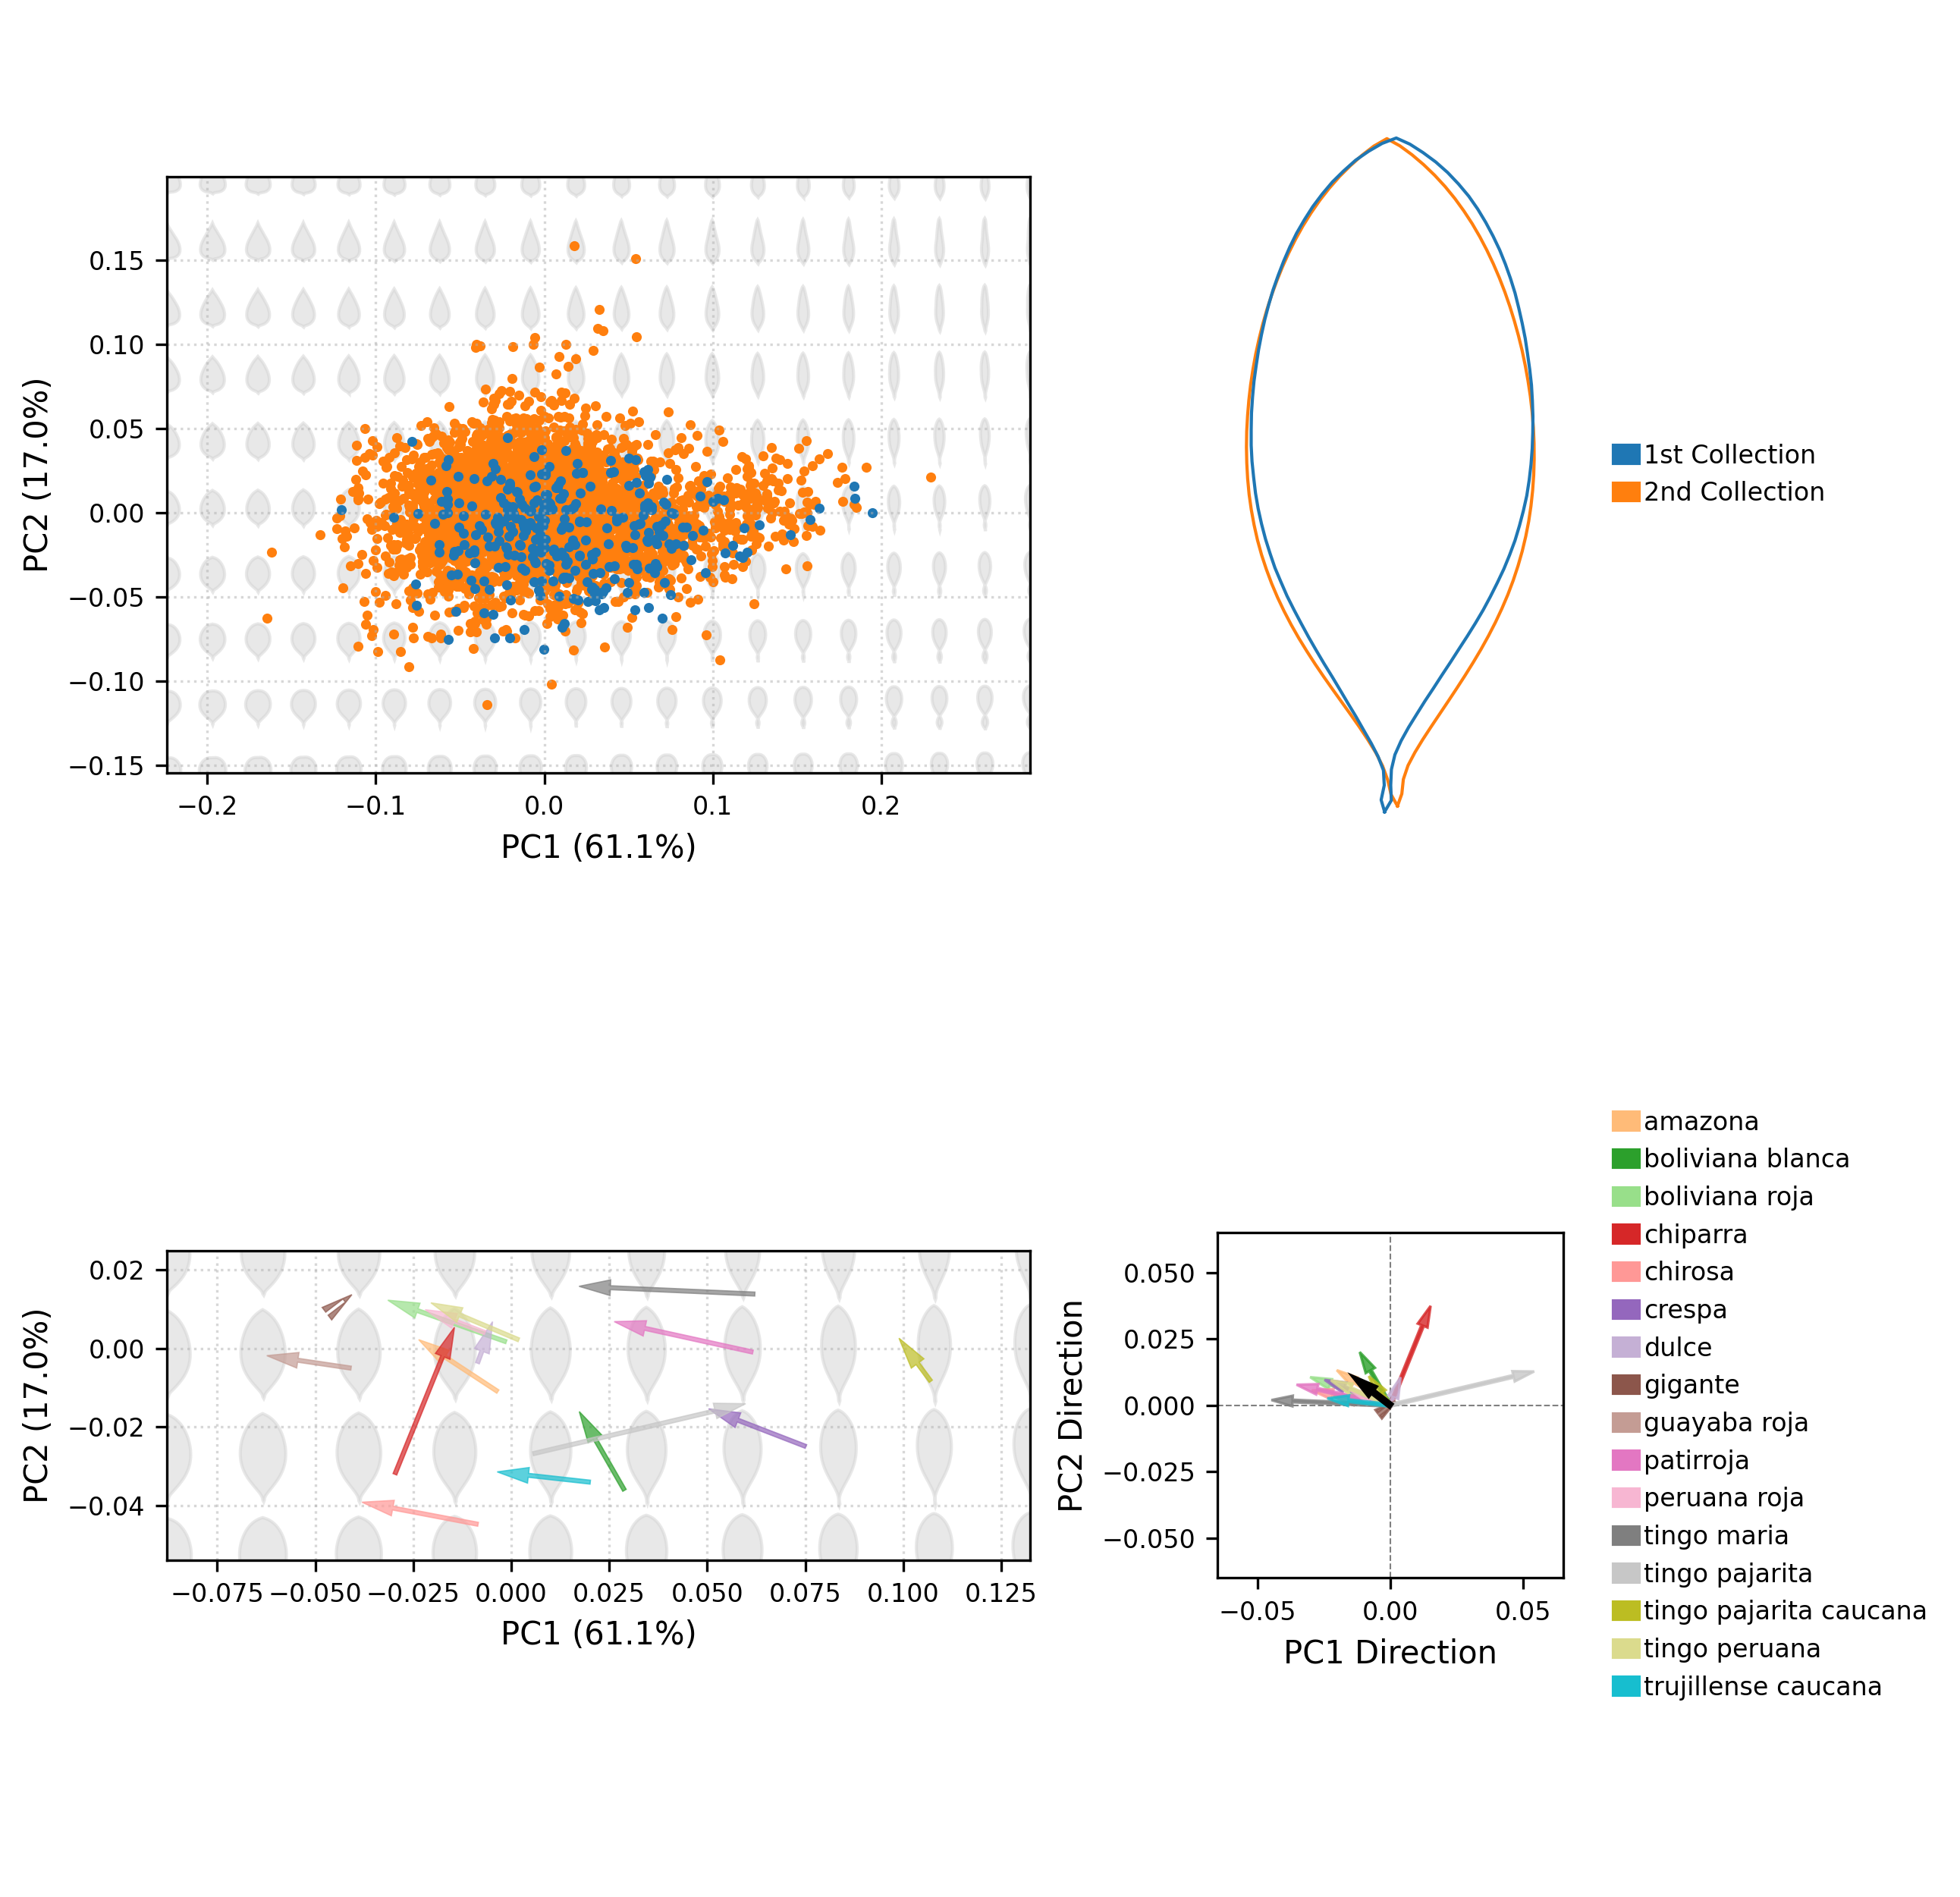 0.15
0.10
0.05
0.00
−0.05
−0.10
−0.15
PC2 (17.0%)
−0.2
−0.1
0.0
0.1
0.2
PC1 (61.1%)
1st Collection
2nd Collection
0.02
0.00
−0.02
−0.04
PC2 (17.0%)
−0.075
−0.050
−0.025
0.000
0.025
0.050
0.075
0.100
0.125
PC1 (61.1%)
0.050
0.025
0.000
−0.025
−0.050
PC2 Direction
−0.05
0.00
0.05
PC1 Direction
amazona
boliviana blanca
boliviana roja
chiparra
chirosa
crespa
dulce
gigante
guayaba roja
patirroja
peruana roja
tingo maria
tingo pajarita
tingo pajarita caucana
tingo peruana
trujillense caucana